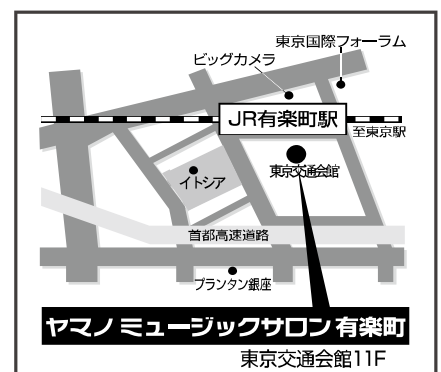 東京国際フォーラム
ビッグカメラ
JR有楽町駅
至東京駅
東京交通会館
イトシア
首都高速道路
プランタン銀座
ヤマノ ミュージックサロン 有楽町
東京交通会館11F